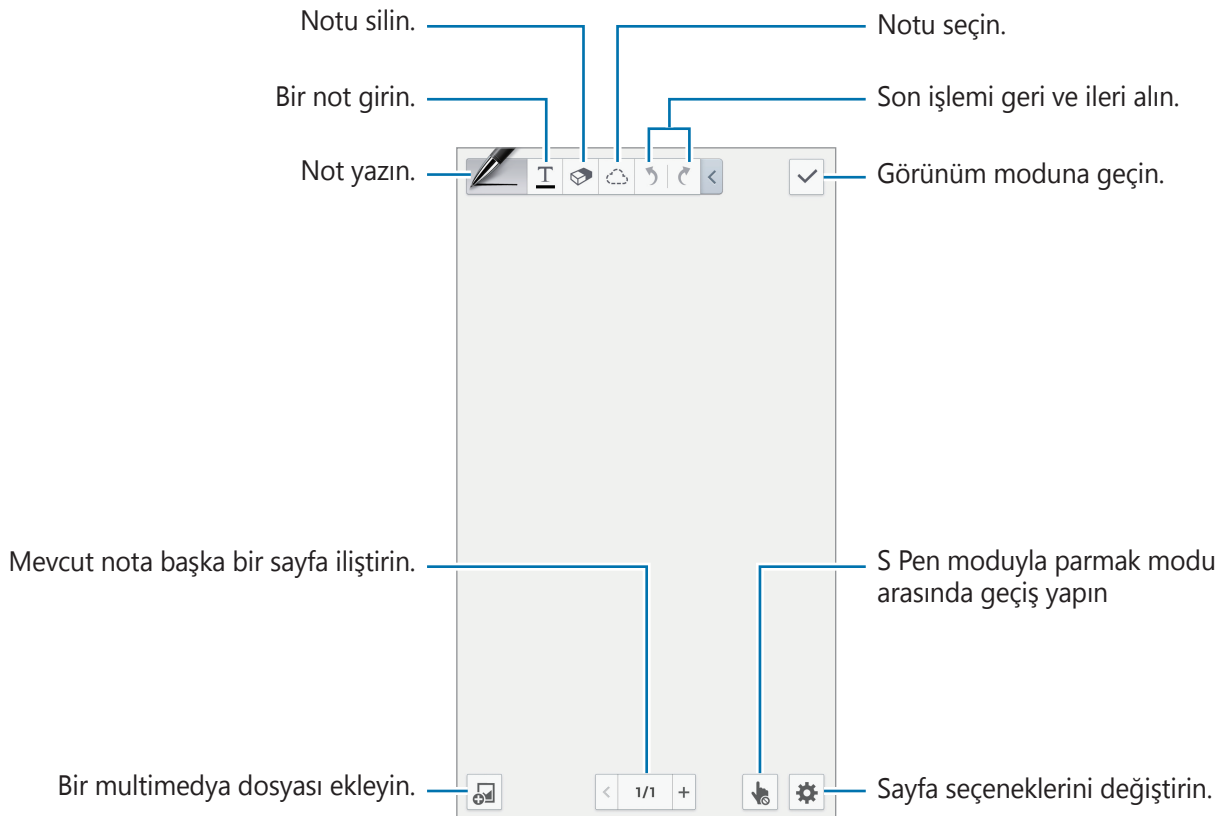 Notu silin.
Notu seçin.
Bir not girin.
Son işlemi geri ve ileri alın.
Not yazın.
T
Görünüm moduna geçin.
Mevcut nota başka bir sayfa iliştirin.
S Pen moduyla parmak modu
arasında geçiş yapın
Bir multimedya dosyası ekleyin.
< 1/1 +
Sayfa seçeneklerini değiştirin.